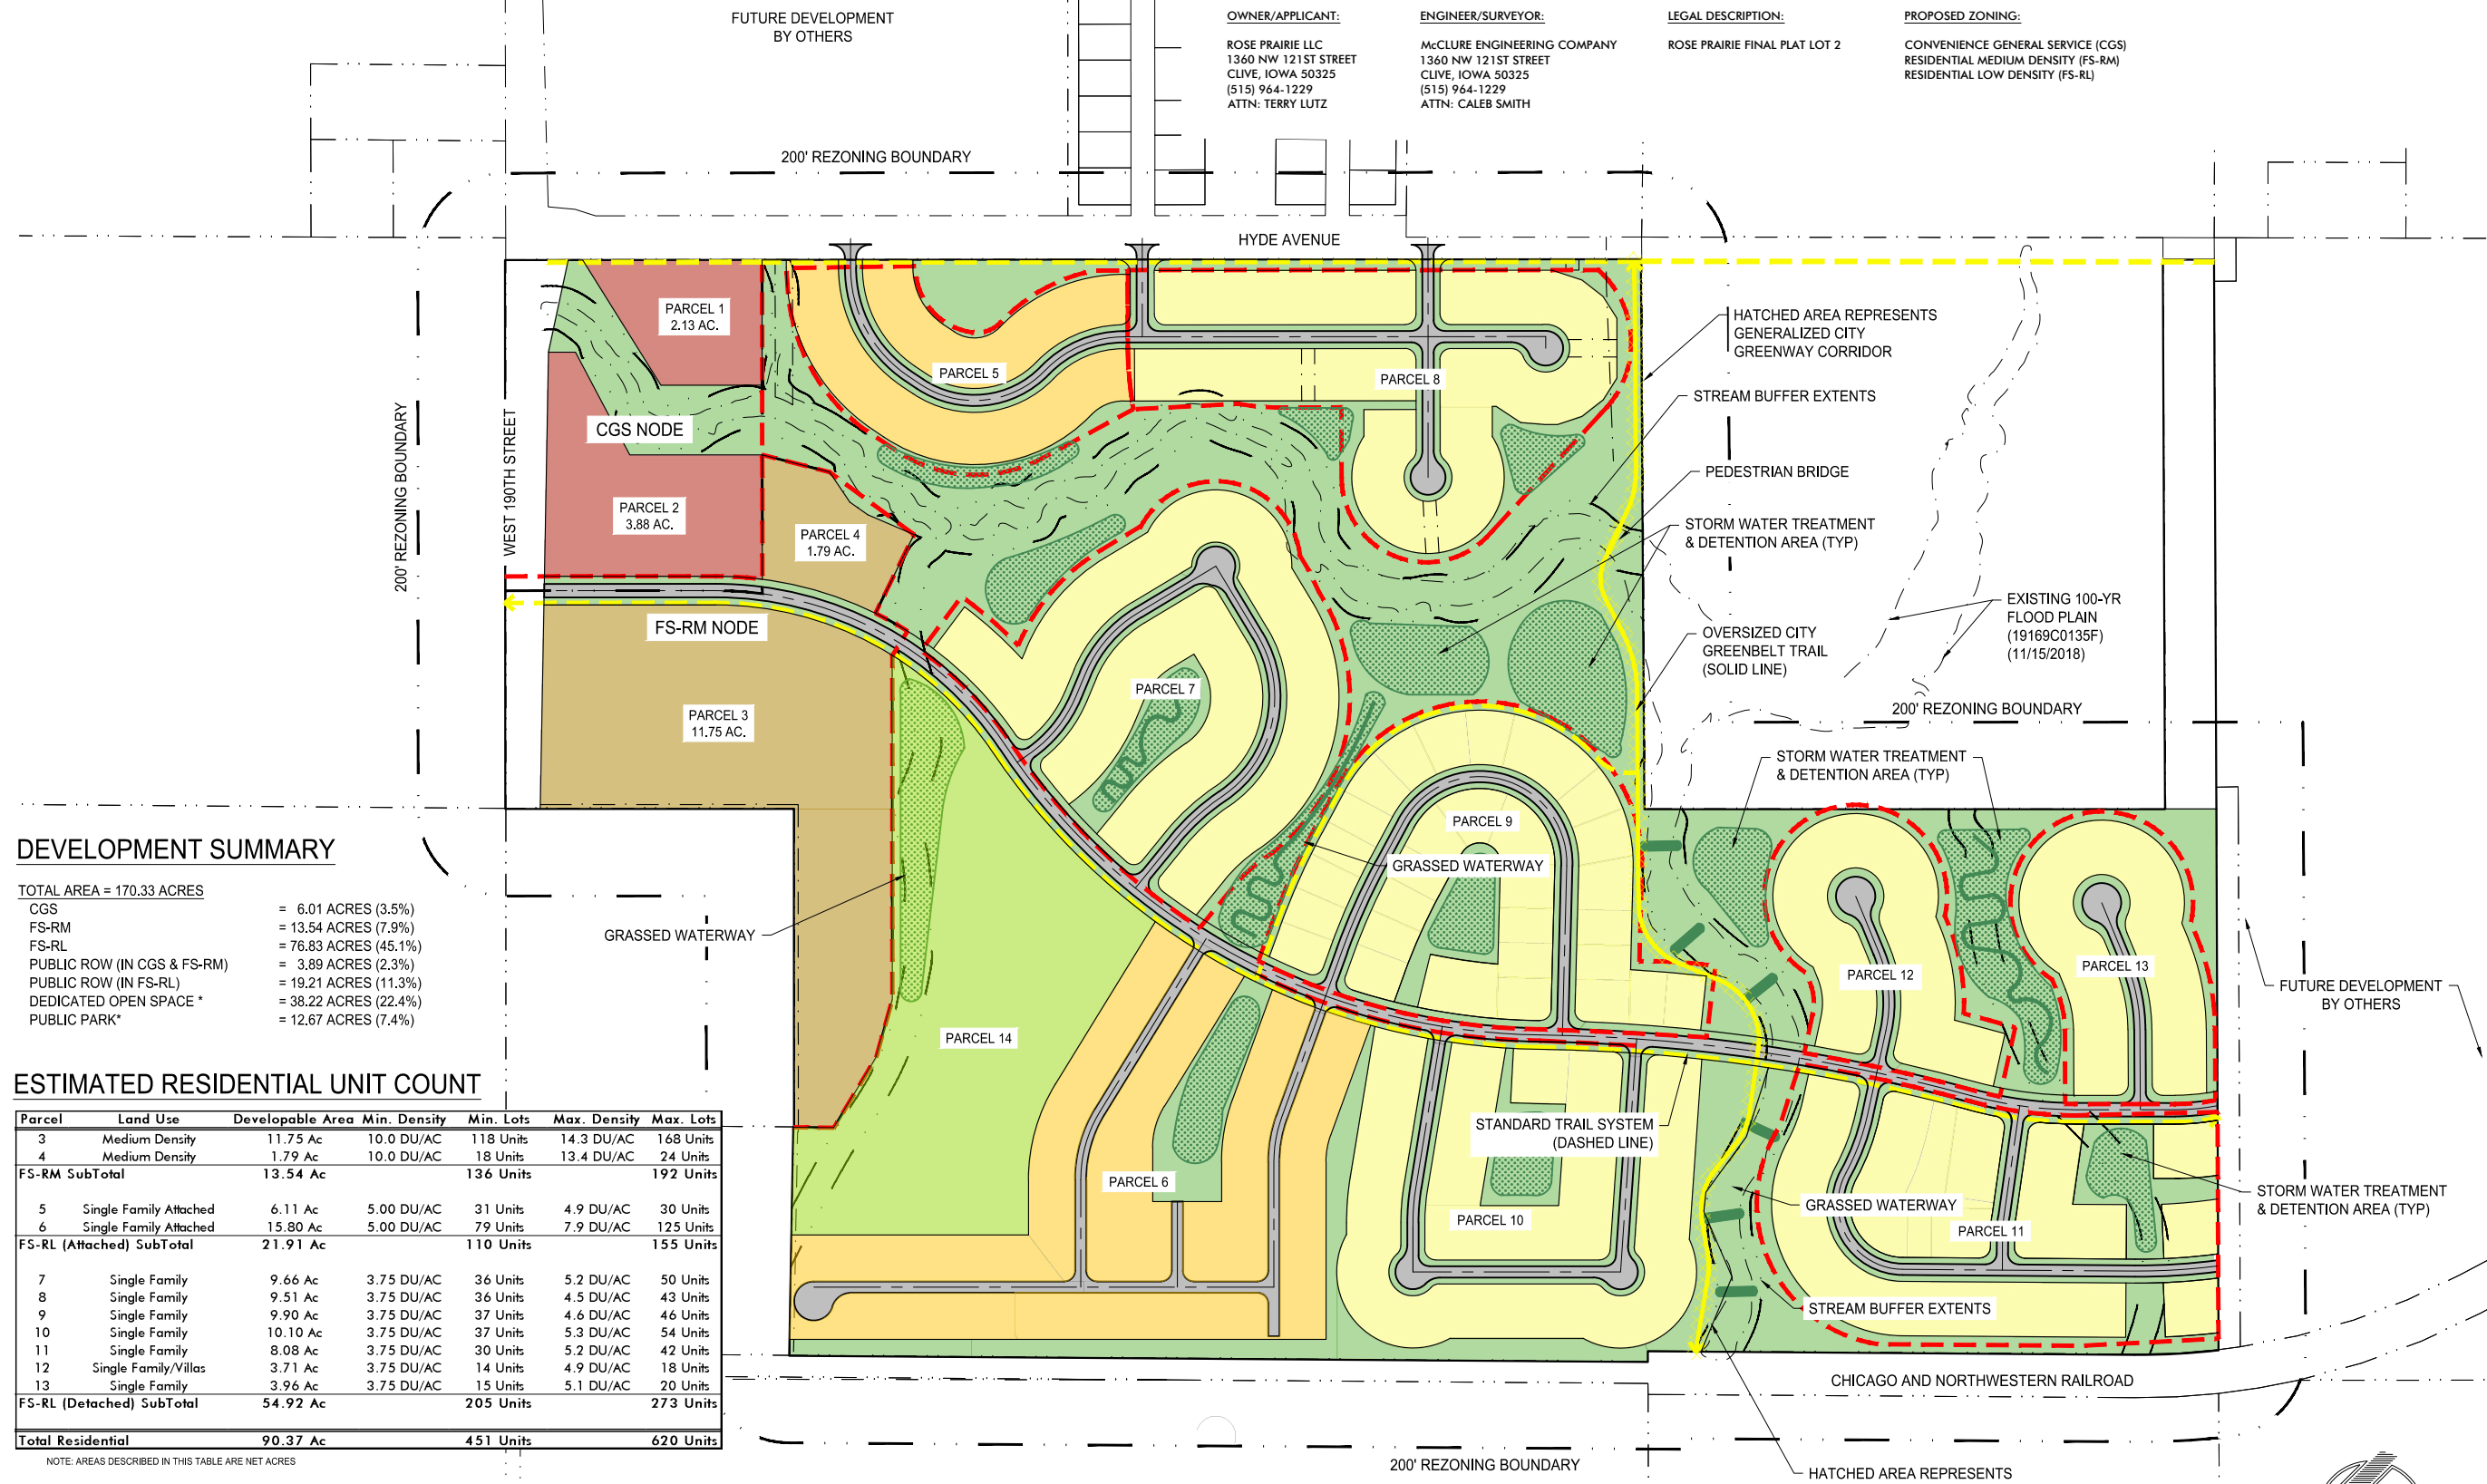 FUTURE DEVELOPMENT
BY OTHERS
OWNER/APPLICANT:
ROSE PRAIRIE LLC
1360 NW 121ST STREET
CLIVE, IOWA 50325
(515) 964-1229
ATTN: TERRY LUTZ
ENGINEER/SURVEYOR:
McCLURE ENGINEERING COMPANY
1360 NW 121ST STREET
CLIVE, IOWA 50325
(515) 964-1229
ATTN: CALEB SMITH
LEGAL DESCRIPTION:
ROSE PRAIRIE FINAL PLAT LOT 2
PROPOSED ZONING:
CONVENIENCE GENERAL SERVICE (CGS)
RESIDENTIAL MEDIUM DENSITY (FS-RM)
RESIDENTIAL LOW DENSITY (FS-RL)
200' REZONING BOUNDARY
HYDE AVENUE
200' REZONING BOUNDARY
WEST 190TH STREET
PARCEL 1
2.13 AC.
CGS NODE
PARCEL 2
3.88 AC.
PARCEL 4
1.79 AC.
FS-RM NODE
PARCEL 3
11.75 AC.
PARCEL 5
PARCEL 8
PARCEL 7
PARCEL 9
GRASSED WATERWAY
HATCHED AREA REPRESENTS
GENERALIZED CITY
GREENWAY CORRIDOR
STREAM BUFFER EXTENTS
PEDESTRIAN BRIDGE
STORM WATER TREATMENT
& DETENTION AREA (TYP)
OVERSIZED CITY
GREENBELT TRAIL
(SOLID LINE)
EXISTING 100-YR
FLOOD PLAIN
(19169C0135F)
(11/15/2018)
200' REZONING BOUNDARY
STORM WATER TREATMENT
& DETENTION AREA (TYP)
PARCEL 12
PARCEL 13
FUTURE DEVELOPMENT
BY OTHERS
GRASSED WATERWAY
PARCEL 14
PARCEL 6
STANDARD TRAIL SYSTEM
(DASHED LINE)
PARCEL 10
GRASSED WATERWAY
PARCEL 11
STORM WATER TREATMENT
& DETENTION AREA (TYP)
STREAM BUFFER EXTENTS
CHICAGO AND NORTHWESTERN RAILROAD
200' REZONING BOUNDARY
HATCHED AREA REPRESENTS
DEVELOPMENT SUMMARY
TOTAL AREA = 170.33 ACRES
CGS = 6.01 ACRES (3.5%)
FS-RM = 13.54 ACRES (7.9%)
FS-RL = 76.83 ACRES (45.1%)
PUBLIC ROW (IN CGS & FS-RM) = 3.89 ACRES (2.3%)
PUBLIC ROW (IN FS-RL) = 19.21 ACRES (11.3%)
DEDICATED OPEN SPACE * = 38.22 ACRES (22.4%)
PUBLIC PARK* = 12.67 ACRES (7.4%)
ESTIMATED RESIDENTIAL UNIT COUNT
Parcel Land Use Developable Area Min. Density Min. Lots Max. Density Max. Lots
3 Medium Density 11.75 Ac 10.0 DU/AC 118 Units 14.3 DU/AC 168 Units
4 Medium Density 1.79 Ac 10.0 DU/AC 18 Units 13.4 DU/AC 24 Units
FS-RM SubTotal 13.54 Ac 136 Units 192 Units
5 Single Family Attached 6.11 Ac 5.00 DU/AC 31 Units 4.9 DU/AC 30 Units
6 Single Family Attached 15.80 Ac 5.00 DU/AC 79 Units 7.9 DU/AC 125 Units
FS-RL (Attached) SubTotal 21.91 Ac 110 Units 155 Units
7 Single Family 9.66 Ac 3.75 DU/AC 36 Units 5.2 DU/AC 50 Units
8 Single Family 9.51 Ac 3.75 DU/AC 36 Units 4.5 DU/AC 43 Units
9 Single Family 9.90 Ac 3.75 DU/AC 37 Units 4.6 DU/AC 46 Units
10 Single Family 10.10 Ac 3.75 DU/AC 37 Units 5.3 DU/AC 54 Units
11 Single Family 8.08 Ac 3.75 DU/AC 30 Units 5.2 DU/AC 42 Units
12 Single Family/Villas 3.71 Ac 3.75 DU/AC 14 Units 4.9 DU/AC 18 Units
13 Single Family 3.96 Ac 3.75 DU/AC 15 Units 5.1 DU/AC 20 Units
FS-RL (Detached) SubTotal 54.92 Ac 205 Units 273 Units
Total Residential 90.37 Ac 451 Units 620 Units
NOTE: AREAS DESCRIBED IN THIS TABLE ARE NET ACRES